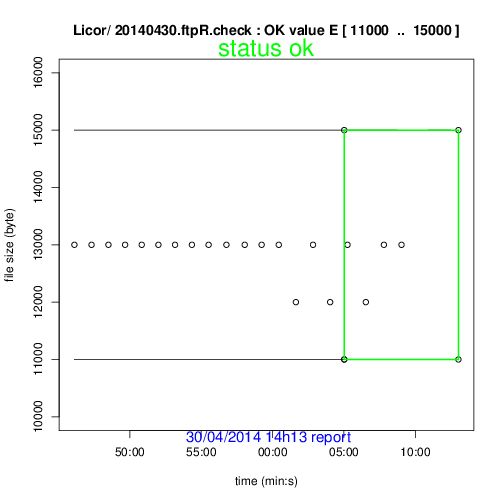 Licor/ 20140430.ftpR.check : OK value E [ 11000 .. 15000 ]
status ok
16000
15000
14000
13000
12000
11000
10000
file size (byte)
30/04/2014 14h13 report
50:00 55:00 00:00 05:00 10:00
time (min:s)